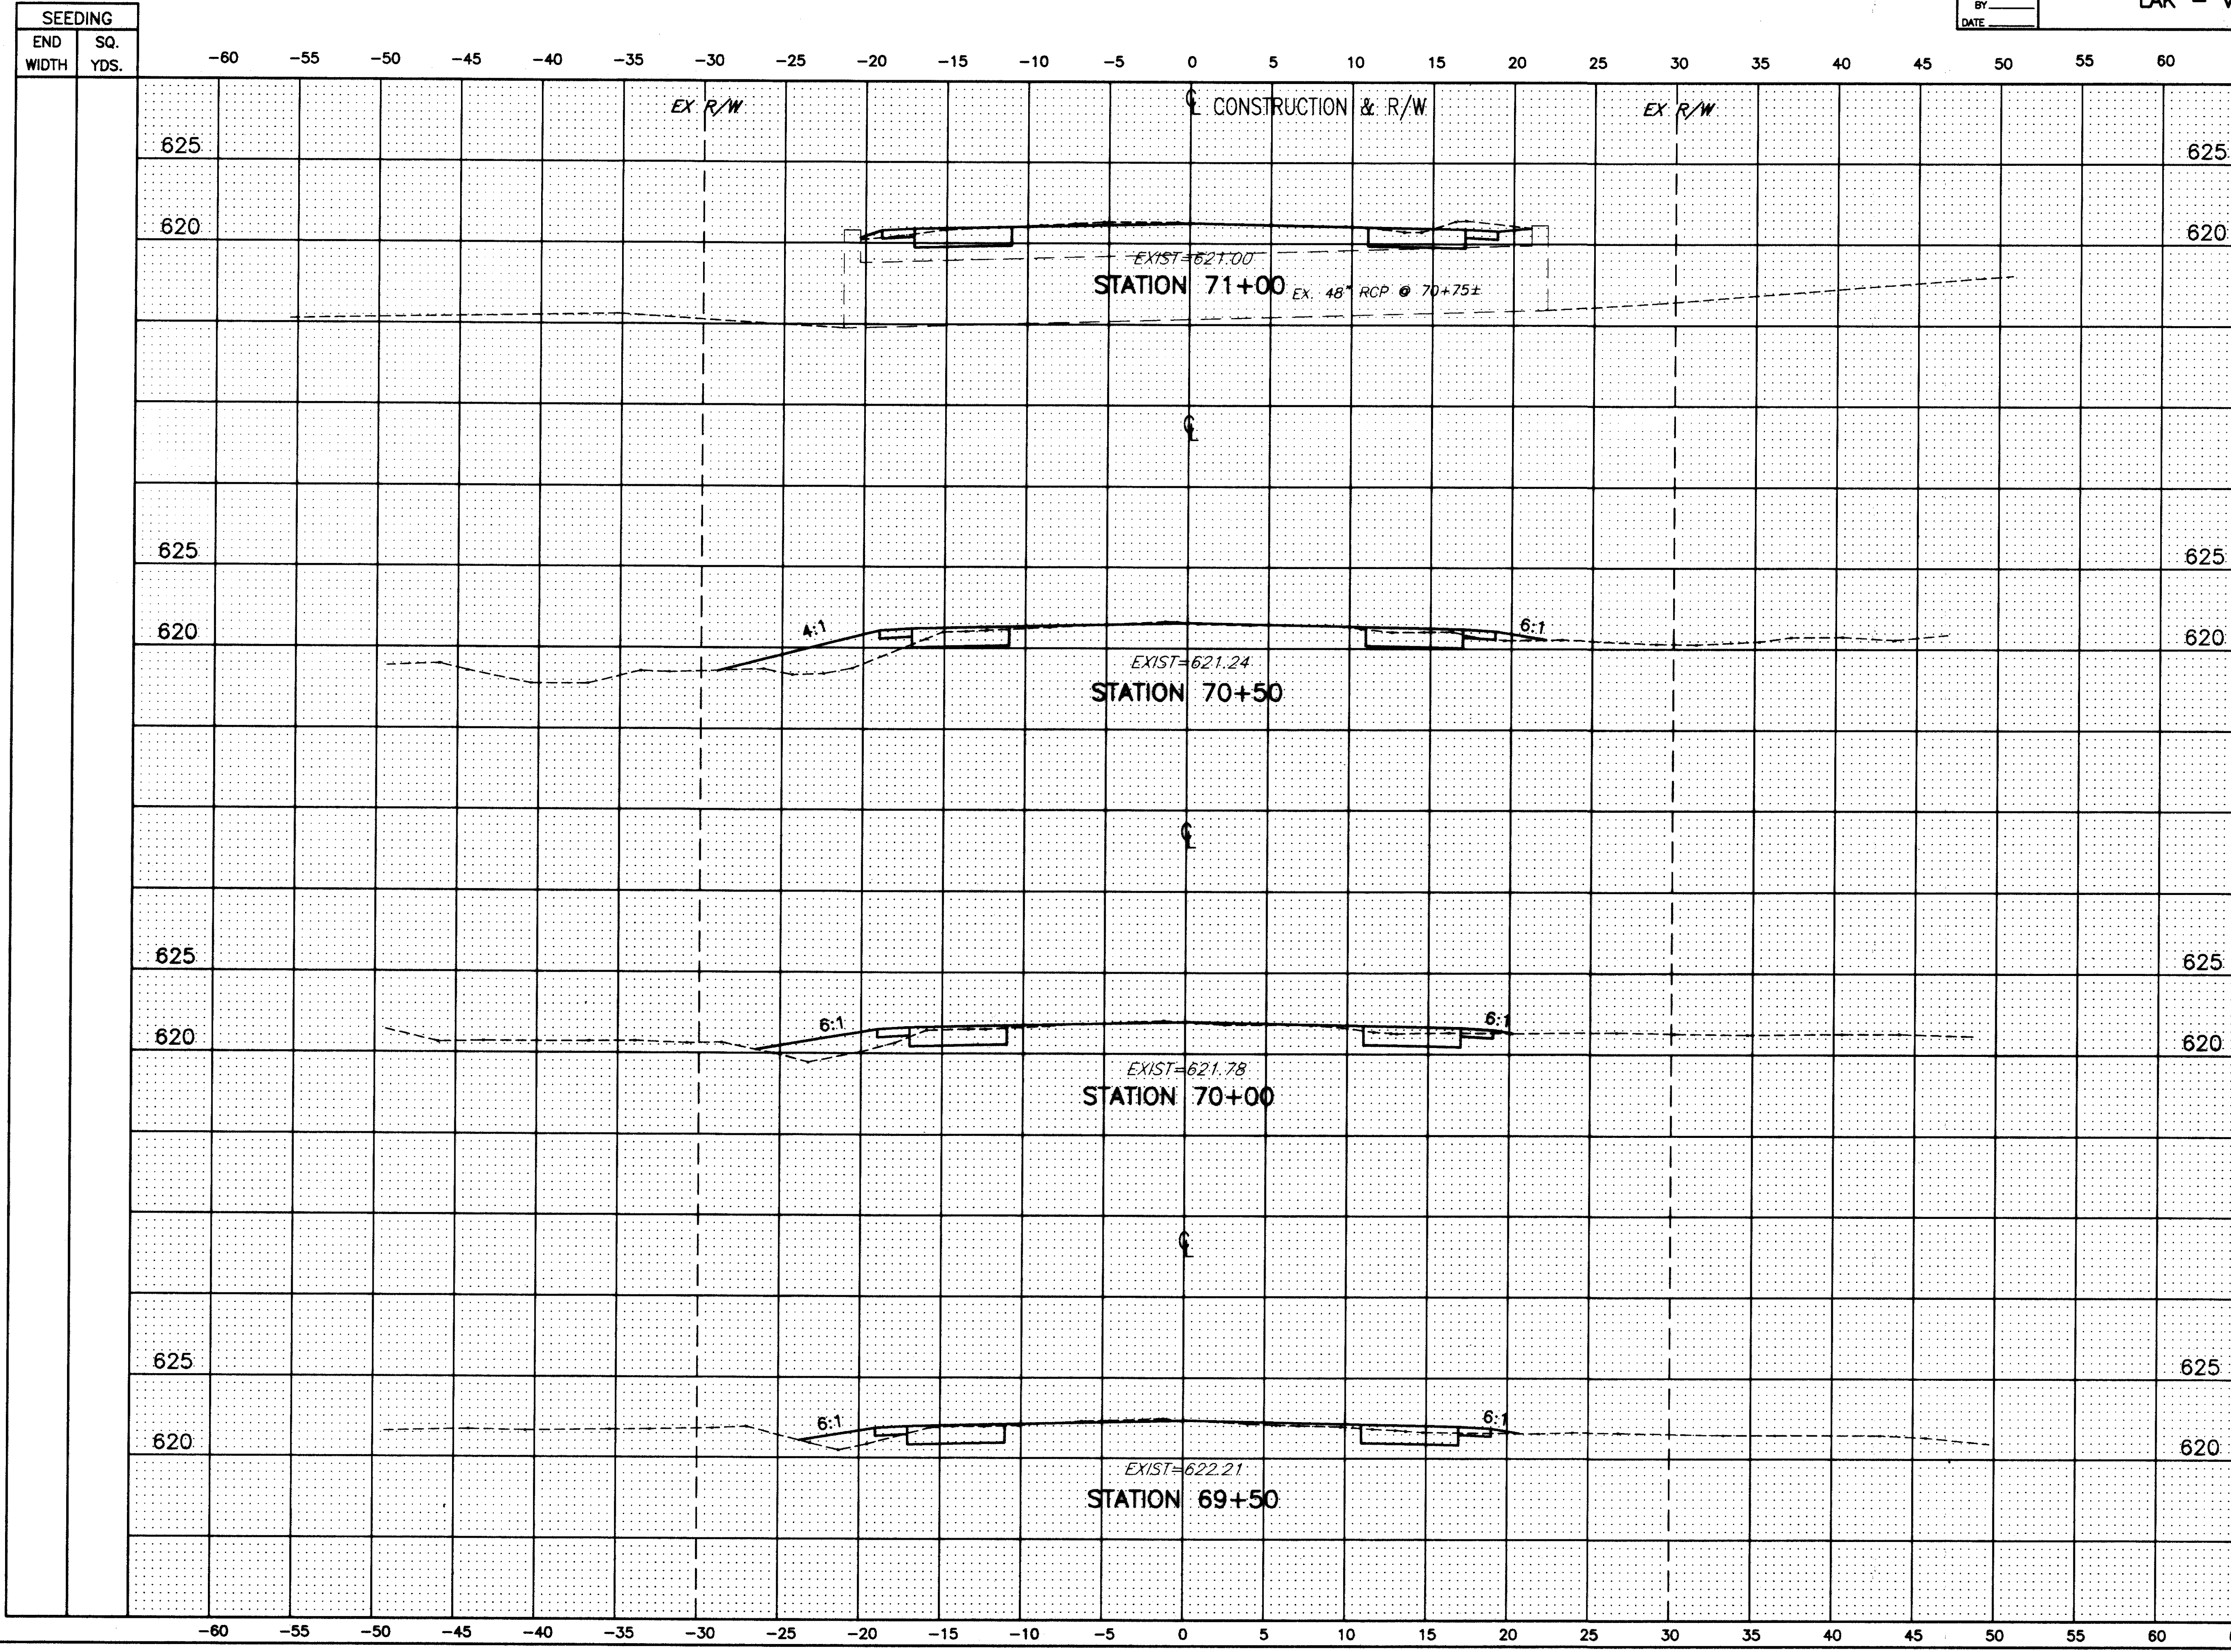 SEEDING
END WIDTH
SQ. YDS.
BY
DATE
LAK -
-60 -55 -50 -45 -40 -35 -30 -25 -20 -15 -10 -5 0 5 10 15 20 25 30 35 40 45 50 55 60
EX R/W
℄ CONSTRUCTION & R/W
EX R/W
625 625
620 620
EXIST=621.00
STATION 71+00
EX. 48" RCP @ 70+75±
℄
625 625
4:1 6:1
620 620
EXIST=621.24
STATION 70+50
℄
625 625
6:1 6:1
620 620
EXIST=621.78
STATION 70+00
℄
625 625
6:1 6:1
620 620
EXIST=622.21
STATION 69+50
-60 -55 -50 -45 -40 -35 -30 -25 -20 -15 -10 -5 0 5 10 15 20 25 30 35 40 45 50 55 60